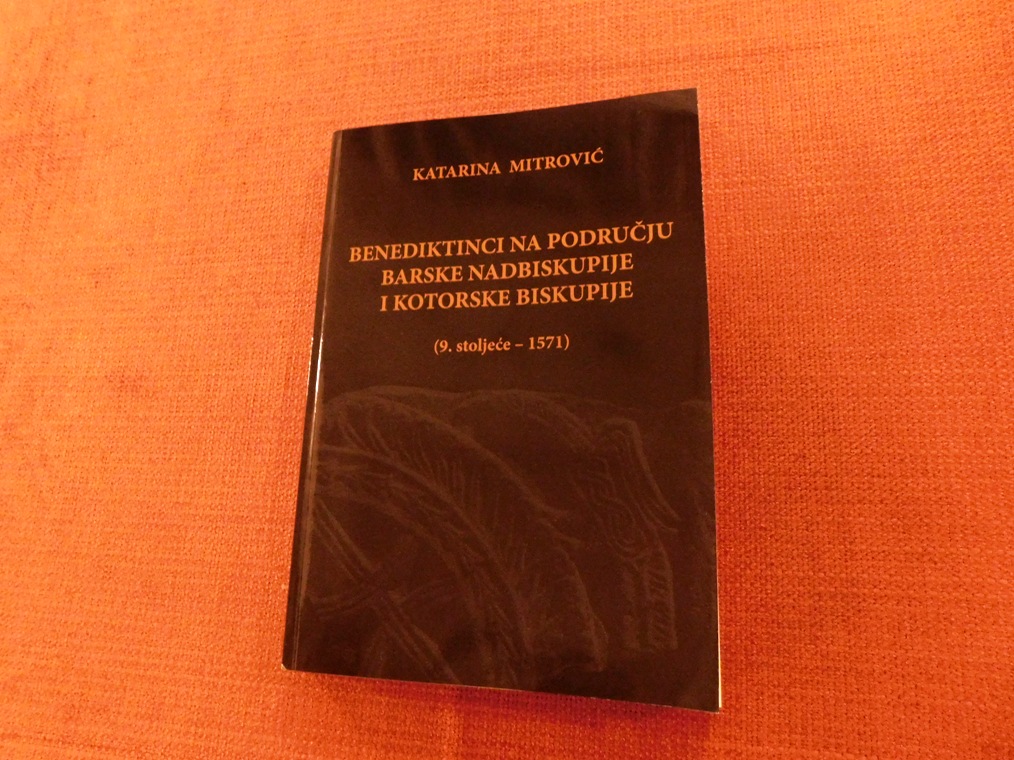 KATARINA MITROVIĆ
BENEDIKTINCI NA PODRUČJU
BARSKE NADBISKUPIJE
I KOTORSKE BISKUPIJE
(9. stoljeće – 1571)